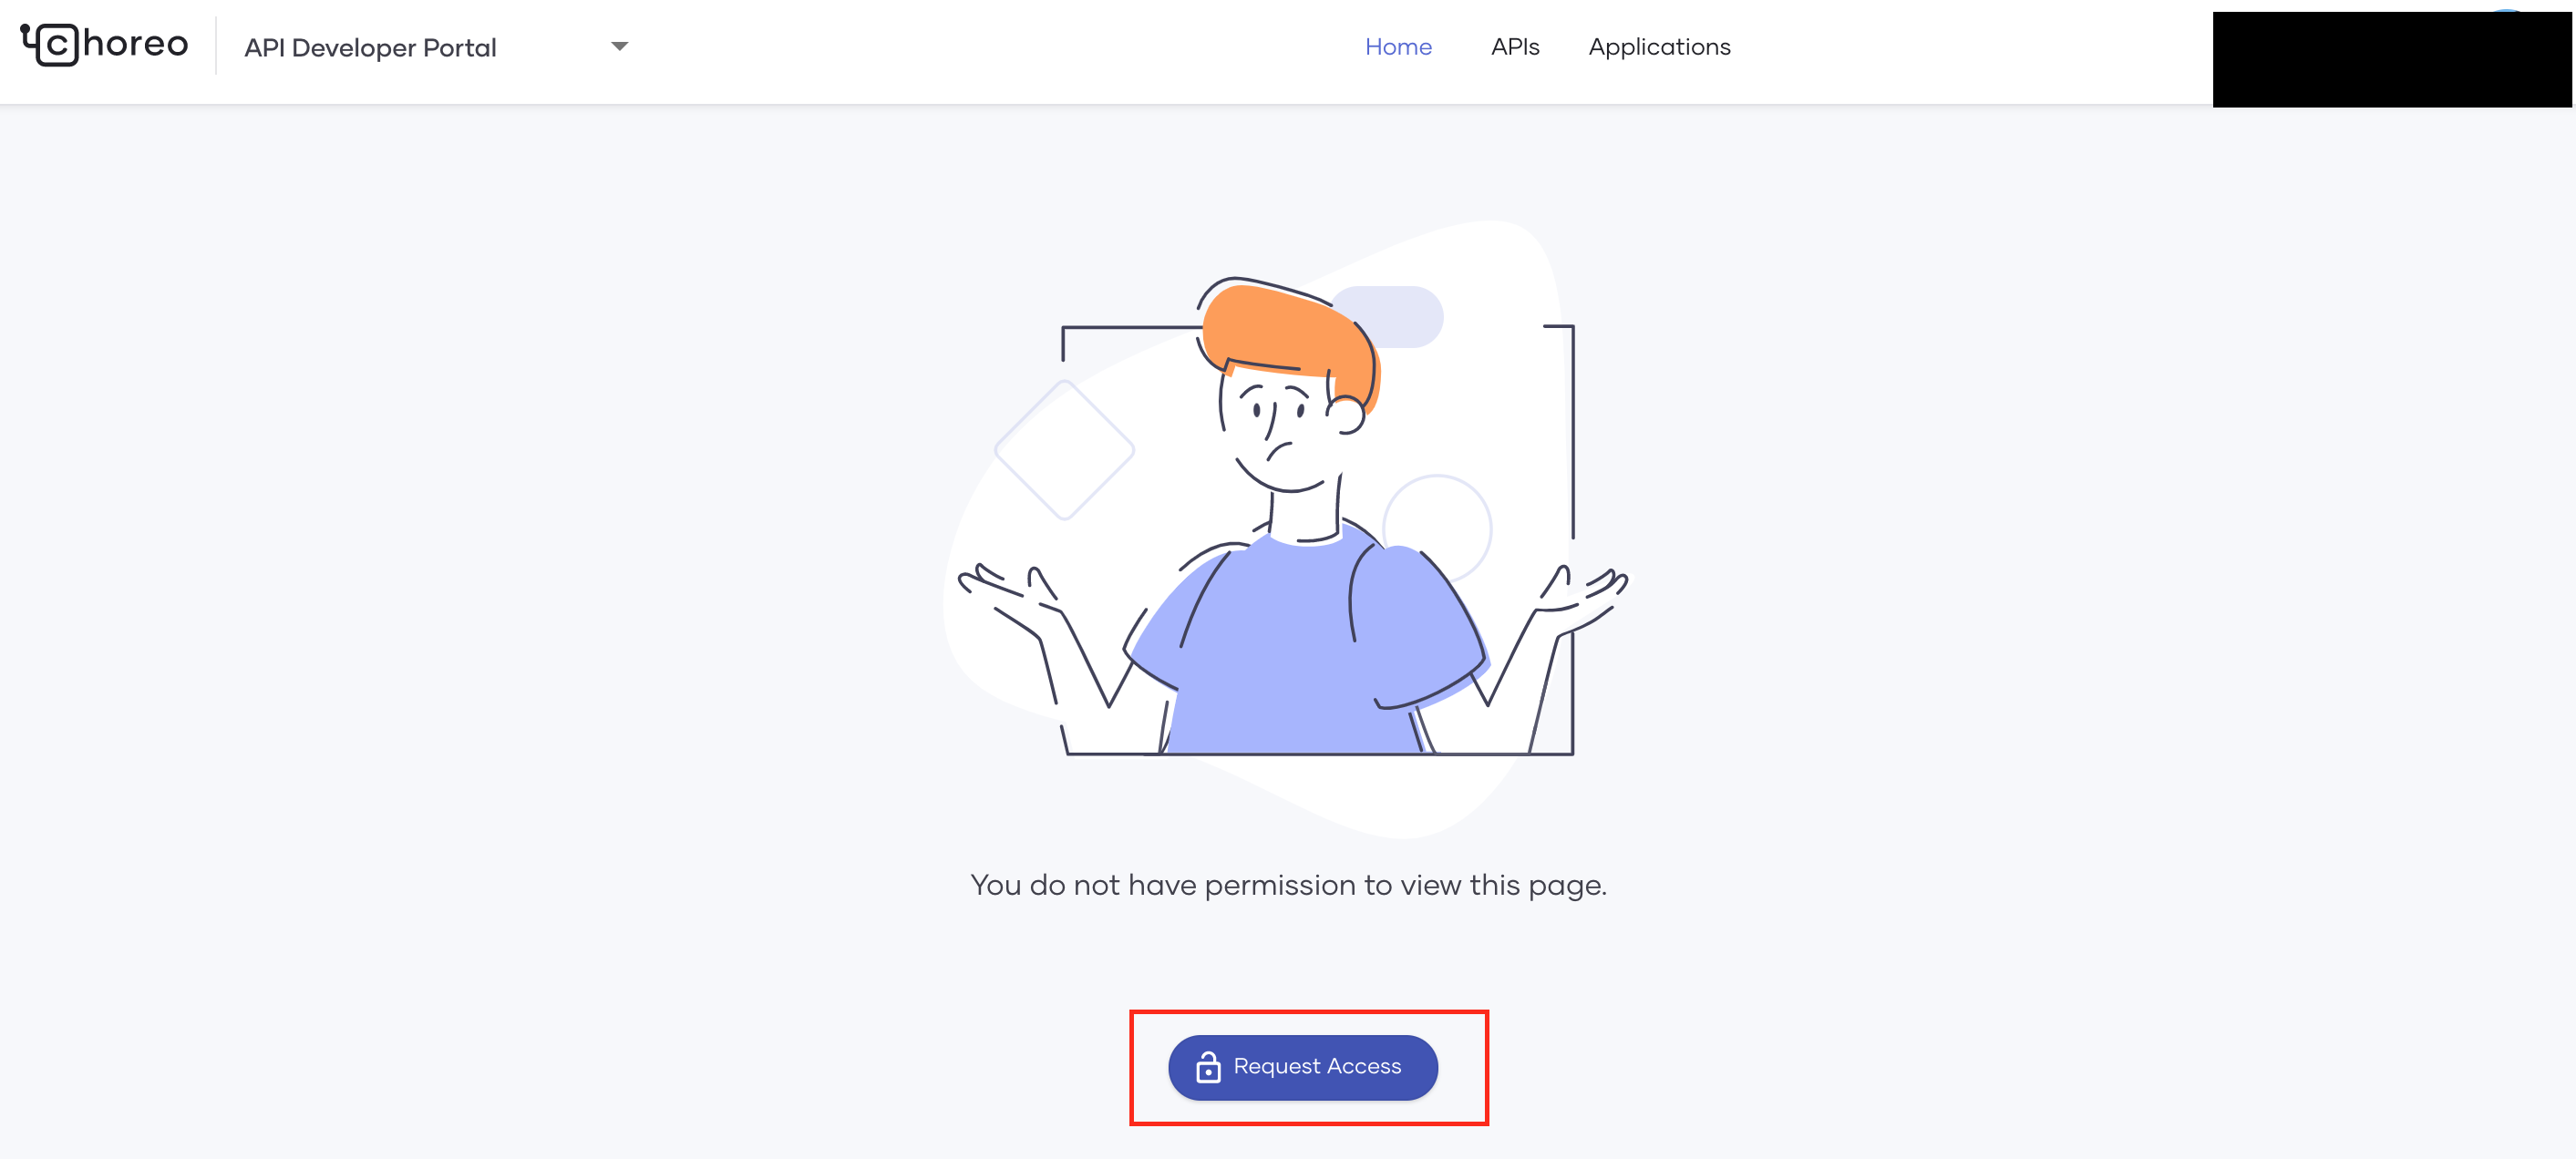 choreo
API Developer Portal
Home
APIs
Applications
You do not have permission to view this page.
Request Access